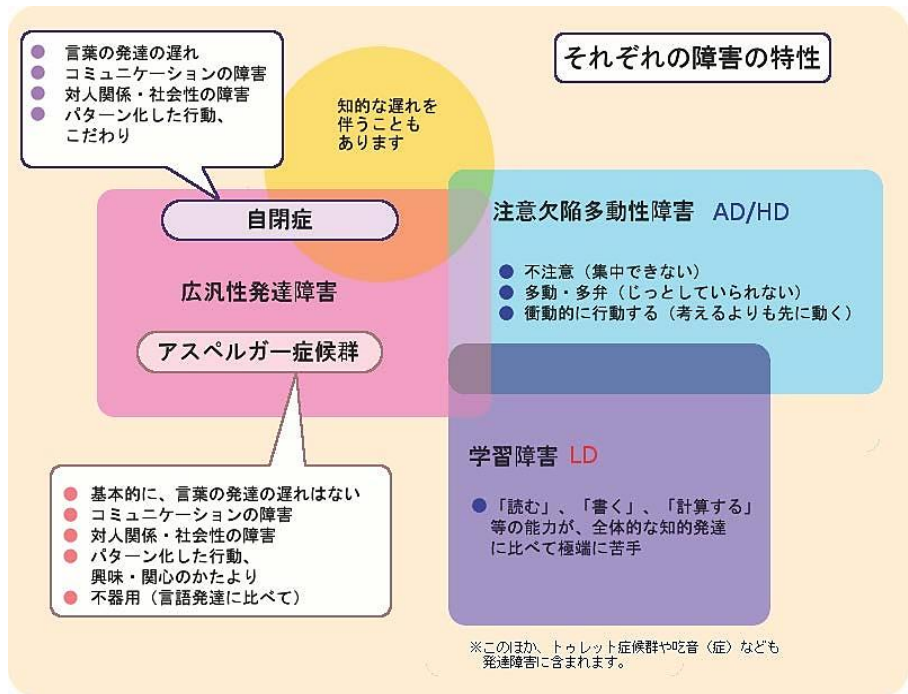 それぞれの障害の特性
● 言葉の発達の遅れ
● コミュニケーションの障害
● 対人関係・社会性の障害
● パターン化した行動、
こだわり
知的な遅れを
伴うことも
あります
自閉症
広汎性発達障害
アスペルガー症候群
注意欠陥多動性障害 AD/HD
● 不注意（集中できない）
● 多動・多弁（じっとしていられない）
● 衝動的に行動する（考えるよりも先に動く）
学習障害 LD
● 「読む」、「書く」、「計算する」
等の能力が、全体的な知的発達
に比べて極端に苦手
● 基本的に、言葉の発達の遅れはない
● コミュニケーションの障害
● 対人関係・社会性の障害
● パターン化した行動、
興味・関心のかたより
● 不器用（言語発達に比べて）
※このほか、トゥレット症候群や吃音（症）なども
発達障害に含まれます。